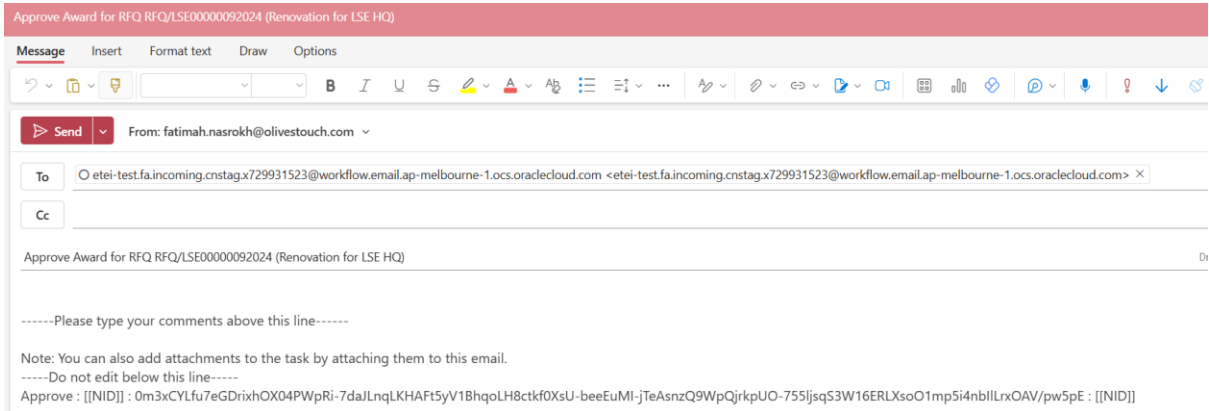 Approve Award for RFQ RFQ/LSE00000092024 (Renovation for LSE HQ)
Message Insert Format text Draw Options
Send From: fatimah.nasrokh@olivestouch.com
To etei-test.fa.incoming.cnstag.x729931523@workflow.email.ap-melbourne-1.ocs.oraclecloud.com <etei-test.fa.incoming.cnstag.x729931523@workflow.email.ap-melbourne-1.ocs.oraclecloud.com>
Cc
Approve Award for RFQ RFQ/LSE00000092024 (Renovation for LSE HQ)
------Please type your comments above this line------
Note: You can also add attachments to the task by attaching them to this email.
-----Do not edit below this line-----
Approve : [[NID]] : 0m3xCYLfu7eGDrixhOX04PWpRi-7daJLnqLKHAFt5yV1BhqoLH8ctkf0XsU-beeEuMI-jTeAsnzQ9WpQjrkpUO-755ljsqS3W16ERLXsoO1mp5i4nbIlLrxOAV/pw5pE : [[NID]]